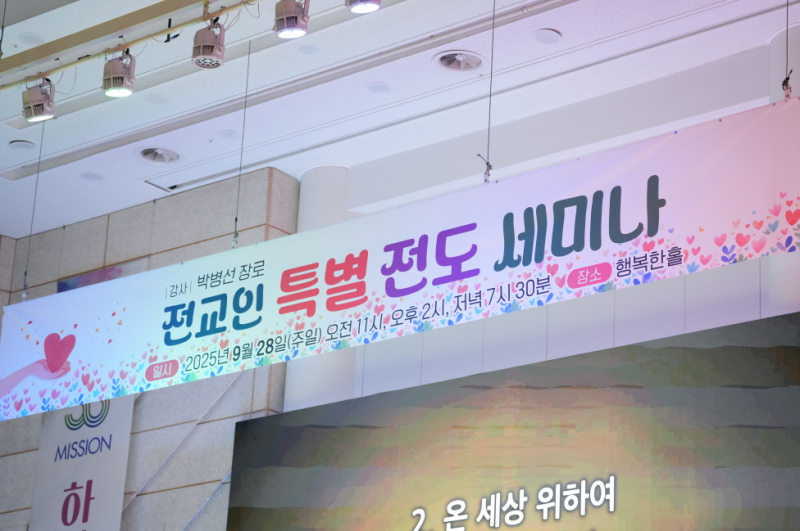 |강사| 박병선 장로
전교인 특별 전도 세미나
일시 2025년 9월 28일(주일) 오전 11시, 오후 2시, 저녁 7시 30분 장소 행복한홀
MISSION
하
2. 온 세상 위하여